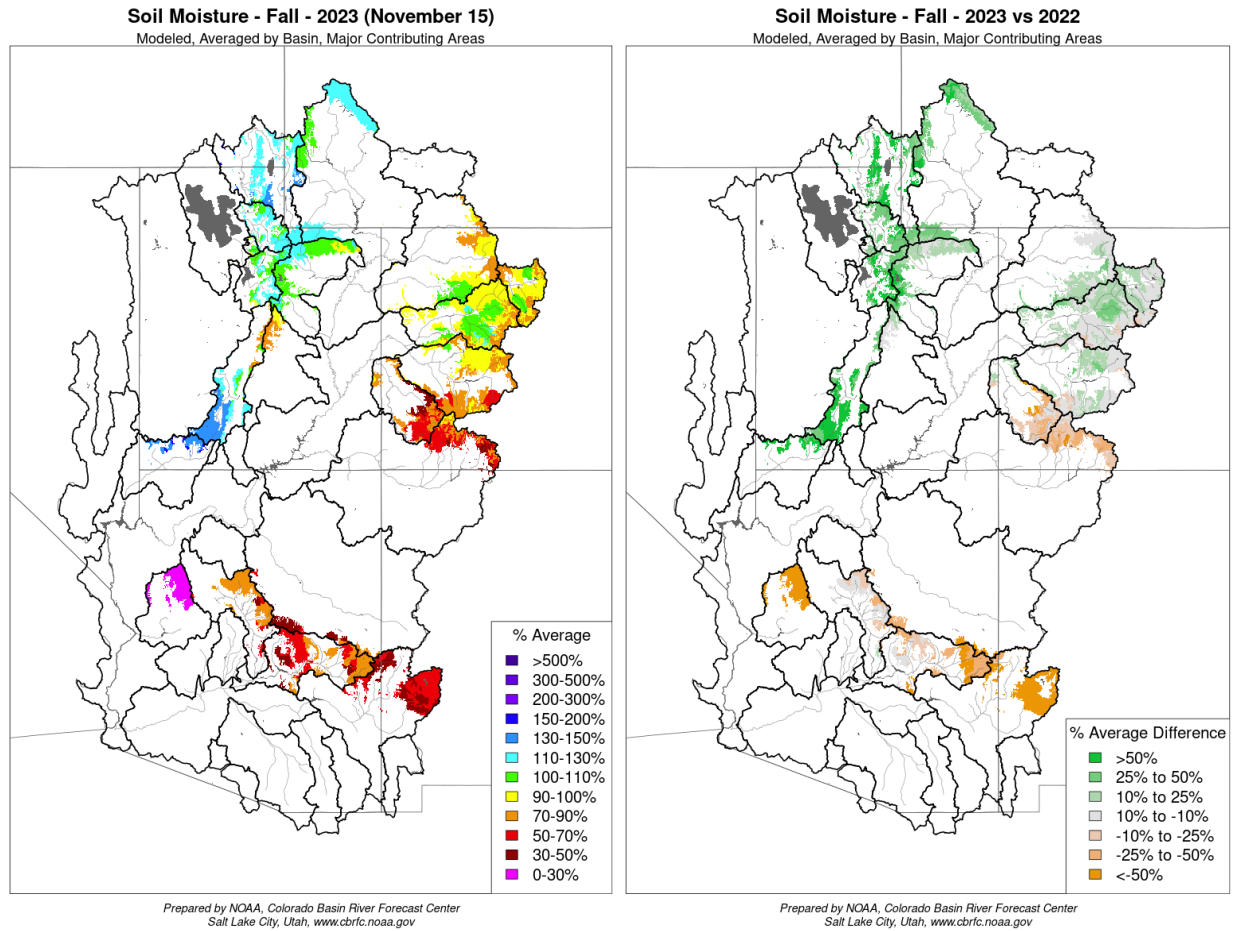 Soil Moisture - Fall - 2023 (November 15)
Modeled, Averaged by Basin, Major Contributing Areas
% Average
>500%
300-500%
200-300%
150-200%
130-150%
110-130%
100-110%
90-100%
70-90%
50-70%
30-50%
0-30%
Prepared by NOAA, Colorado Basin River Forecast Center
Salt Lake City, Utah, www.cbrfc.noaa.gov
Soil Moisture - Fall - 2023 vs 2022
Modeled, Averaged by Basin, Major Contributing Areas
% Average Difference
>50%
25% to 50%
10% to 25%
10% to -10%
-10% to -25%
-25% to -50%
<-50%
Prepared by NOAA, Colorado Basin River Forecast Center
Salt Lake City, Utah, www.cbrfc.noaa.gov